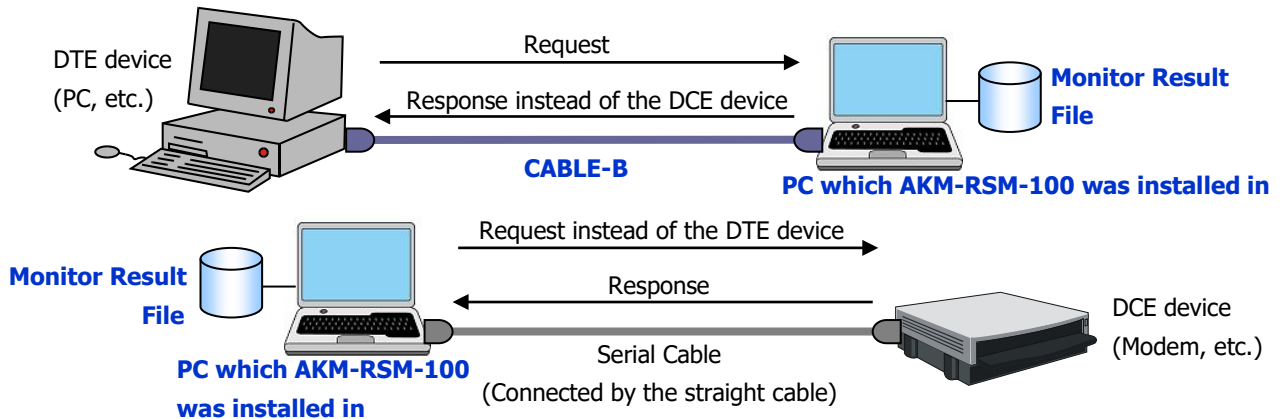 DTE device
(PC, etc.)
Request
Response instead of the DCE device
CABLE-B
Monitor Result
File
PC which AKM-RSM-100 was installed in
Monitor Result
File
PC which AKM-RSM-100
was installed in
Request instead of the DTE device
Response
Serial Cable
(Connected by the straight cable)
DCE device
(Modem, etc.)